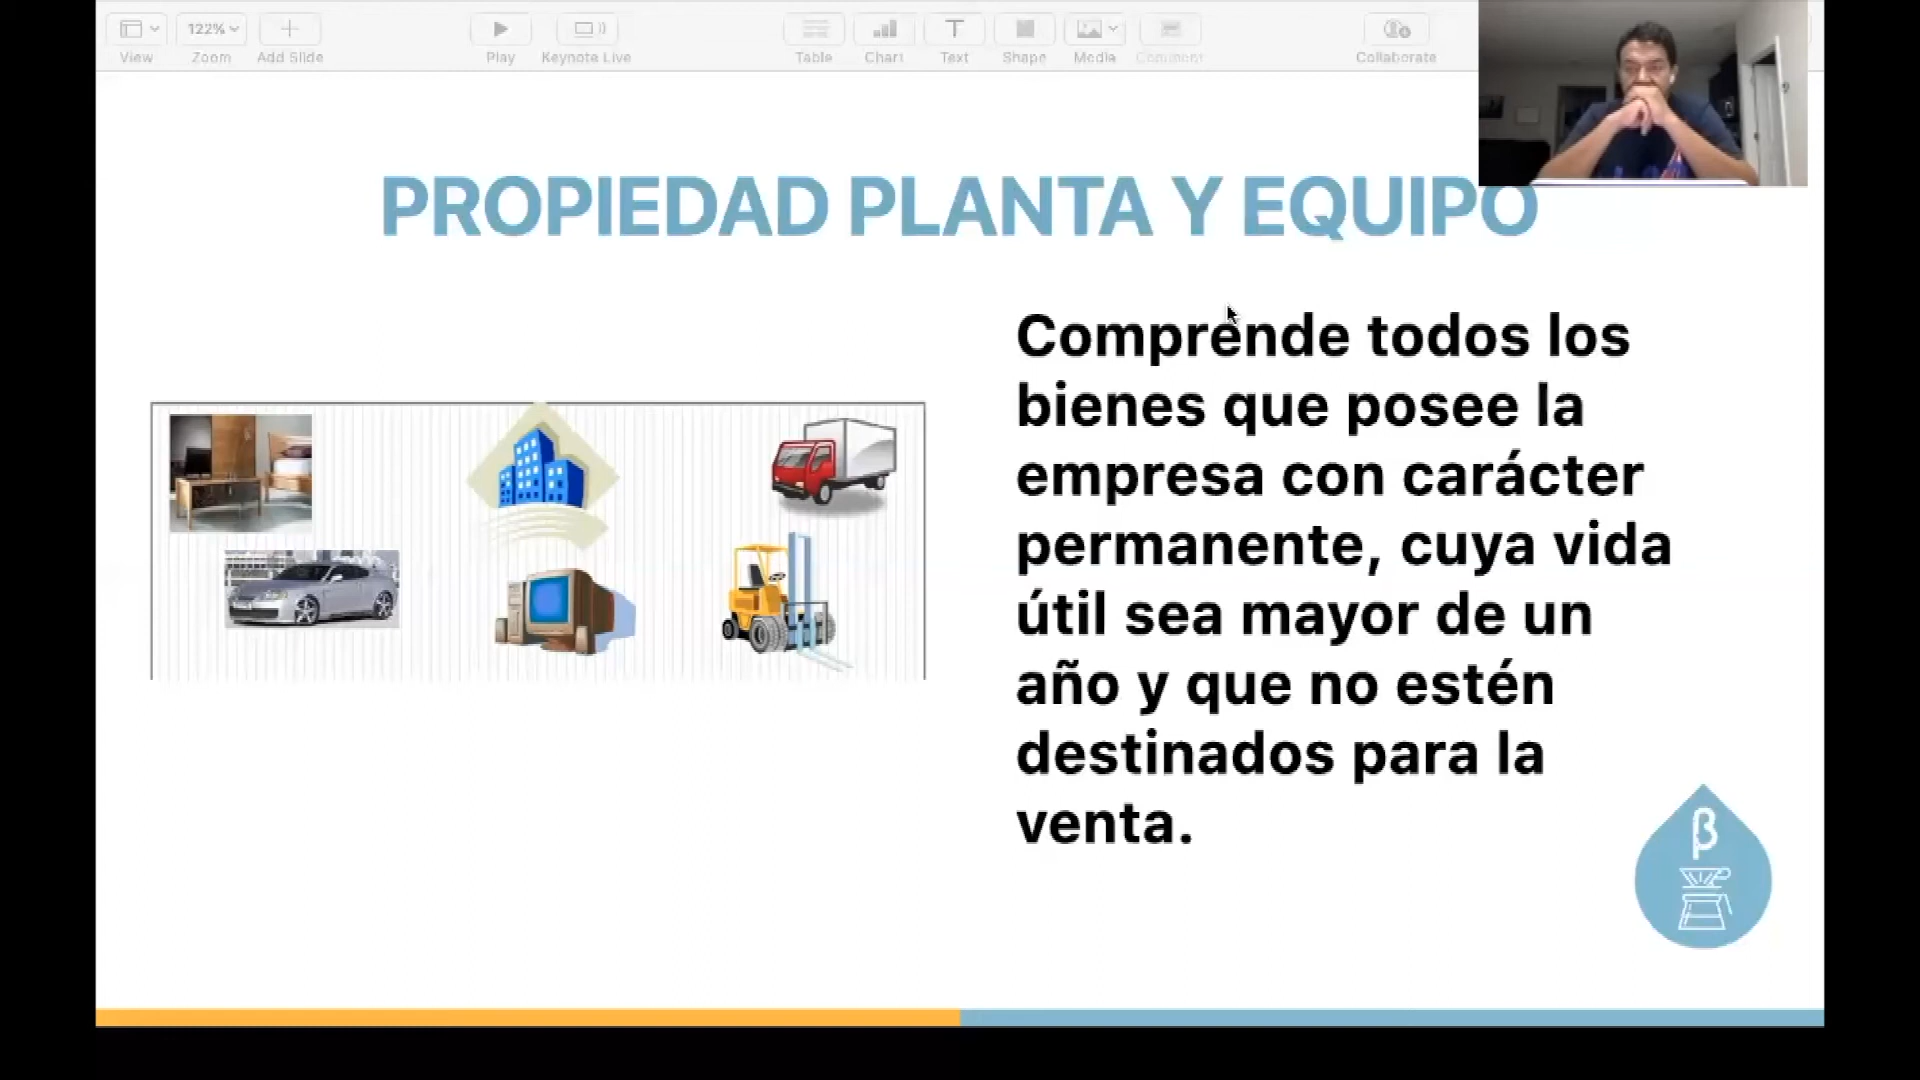 122%
View
Zoom
Add Slide
Play
Keynote Live
Table
Chart
Text
Shape
Media
Comment
Collaborate
PROPIEDAD PLANTA Y EQUIPO
Comprende todos los
bienes que posee la
empresa con carácter
permanente, cuya vida
útil sea mayor de un
año y que no estén
destinados para la
venta.
β